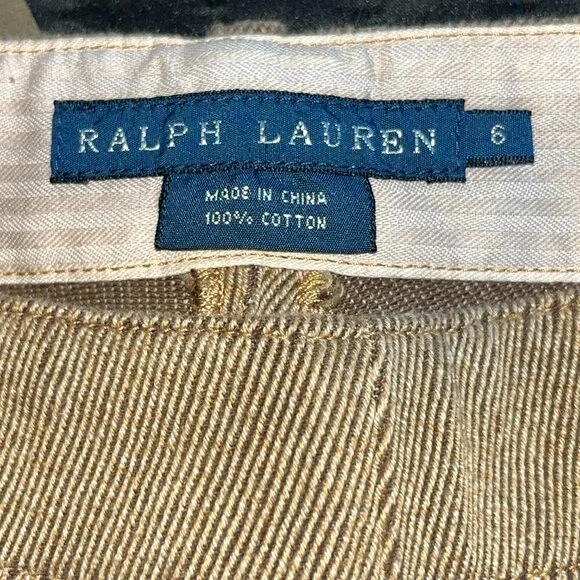 RALPH LAUREN 6
MADE IN CHINA
100% COTTON